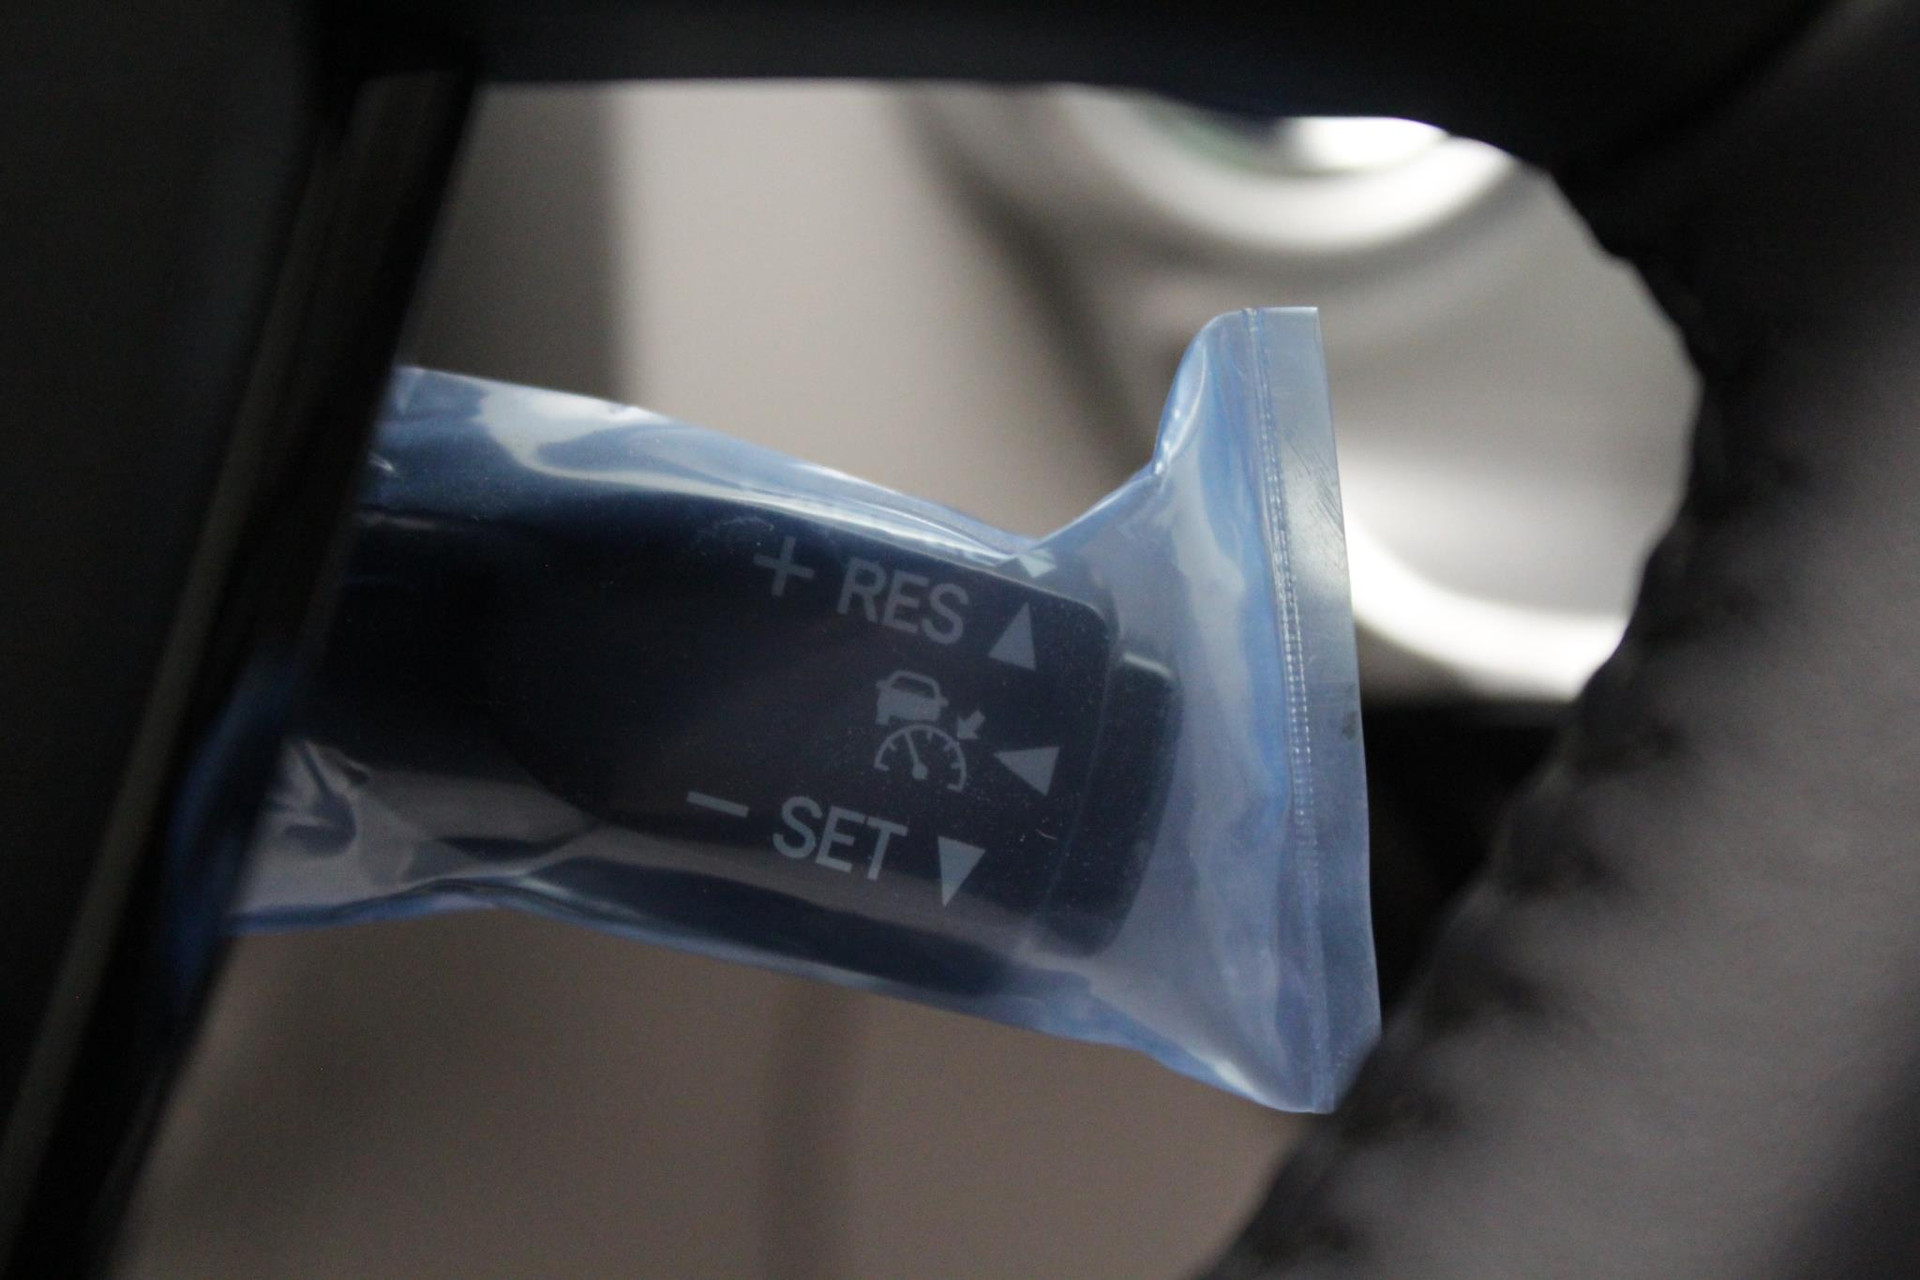 + RES ▲
− SET ▼